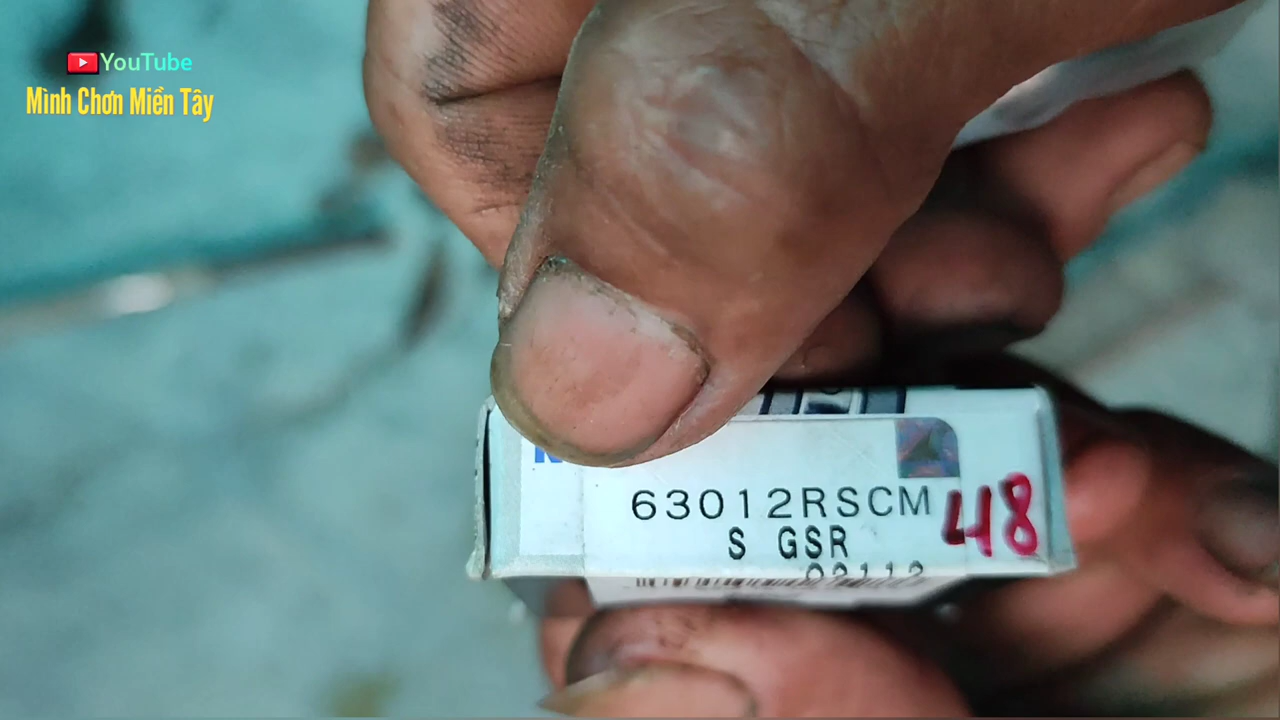 YouTube
Mình Chơn Miền Tây
63012RSCM
48
S GSR